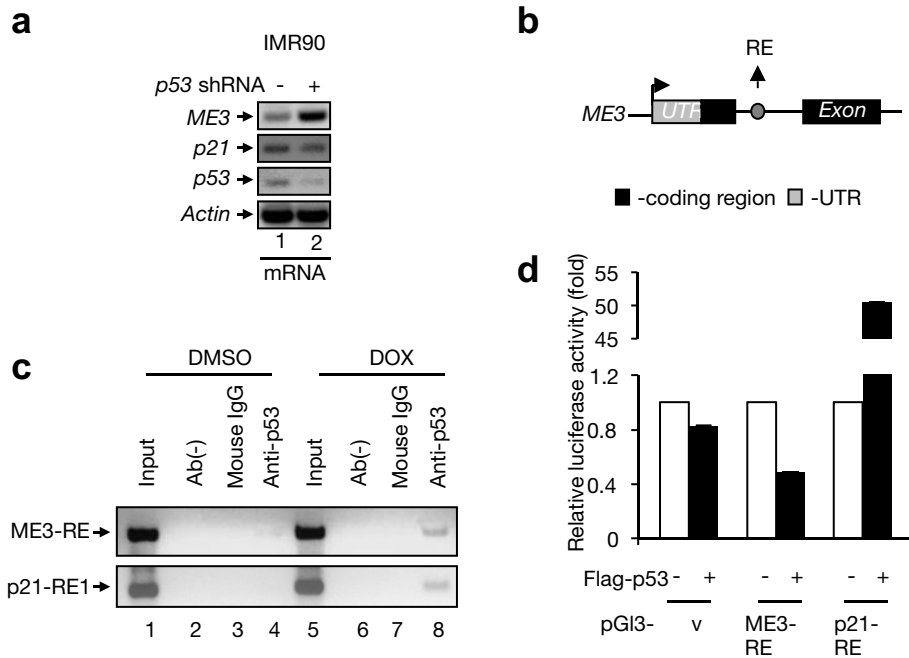 a
IMR90
p53 shRNA - +
ME3
p21
p53
Actin
1 2
mRNA
b
RE
ME3 UTR Exon
-coding region -UTR
c
DMSO DOX
Input Ab(-) Mouse IgG Anti-p53 Input Ab(-) Mouse IgG Anti-p53
ME3-RE
p21-RE1
1 2 3 4 5 6 7 8
d
Relative luciferase activity (fold)
55
50
45
1.2
0.8
0.4
0
Flag-p53 - + - + - +
pGl3- v ME3- p21-
RE RE